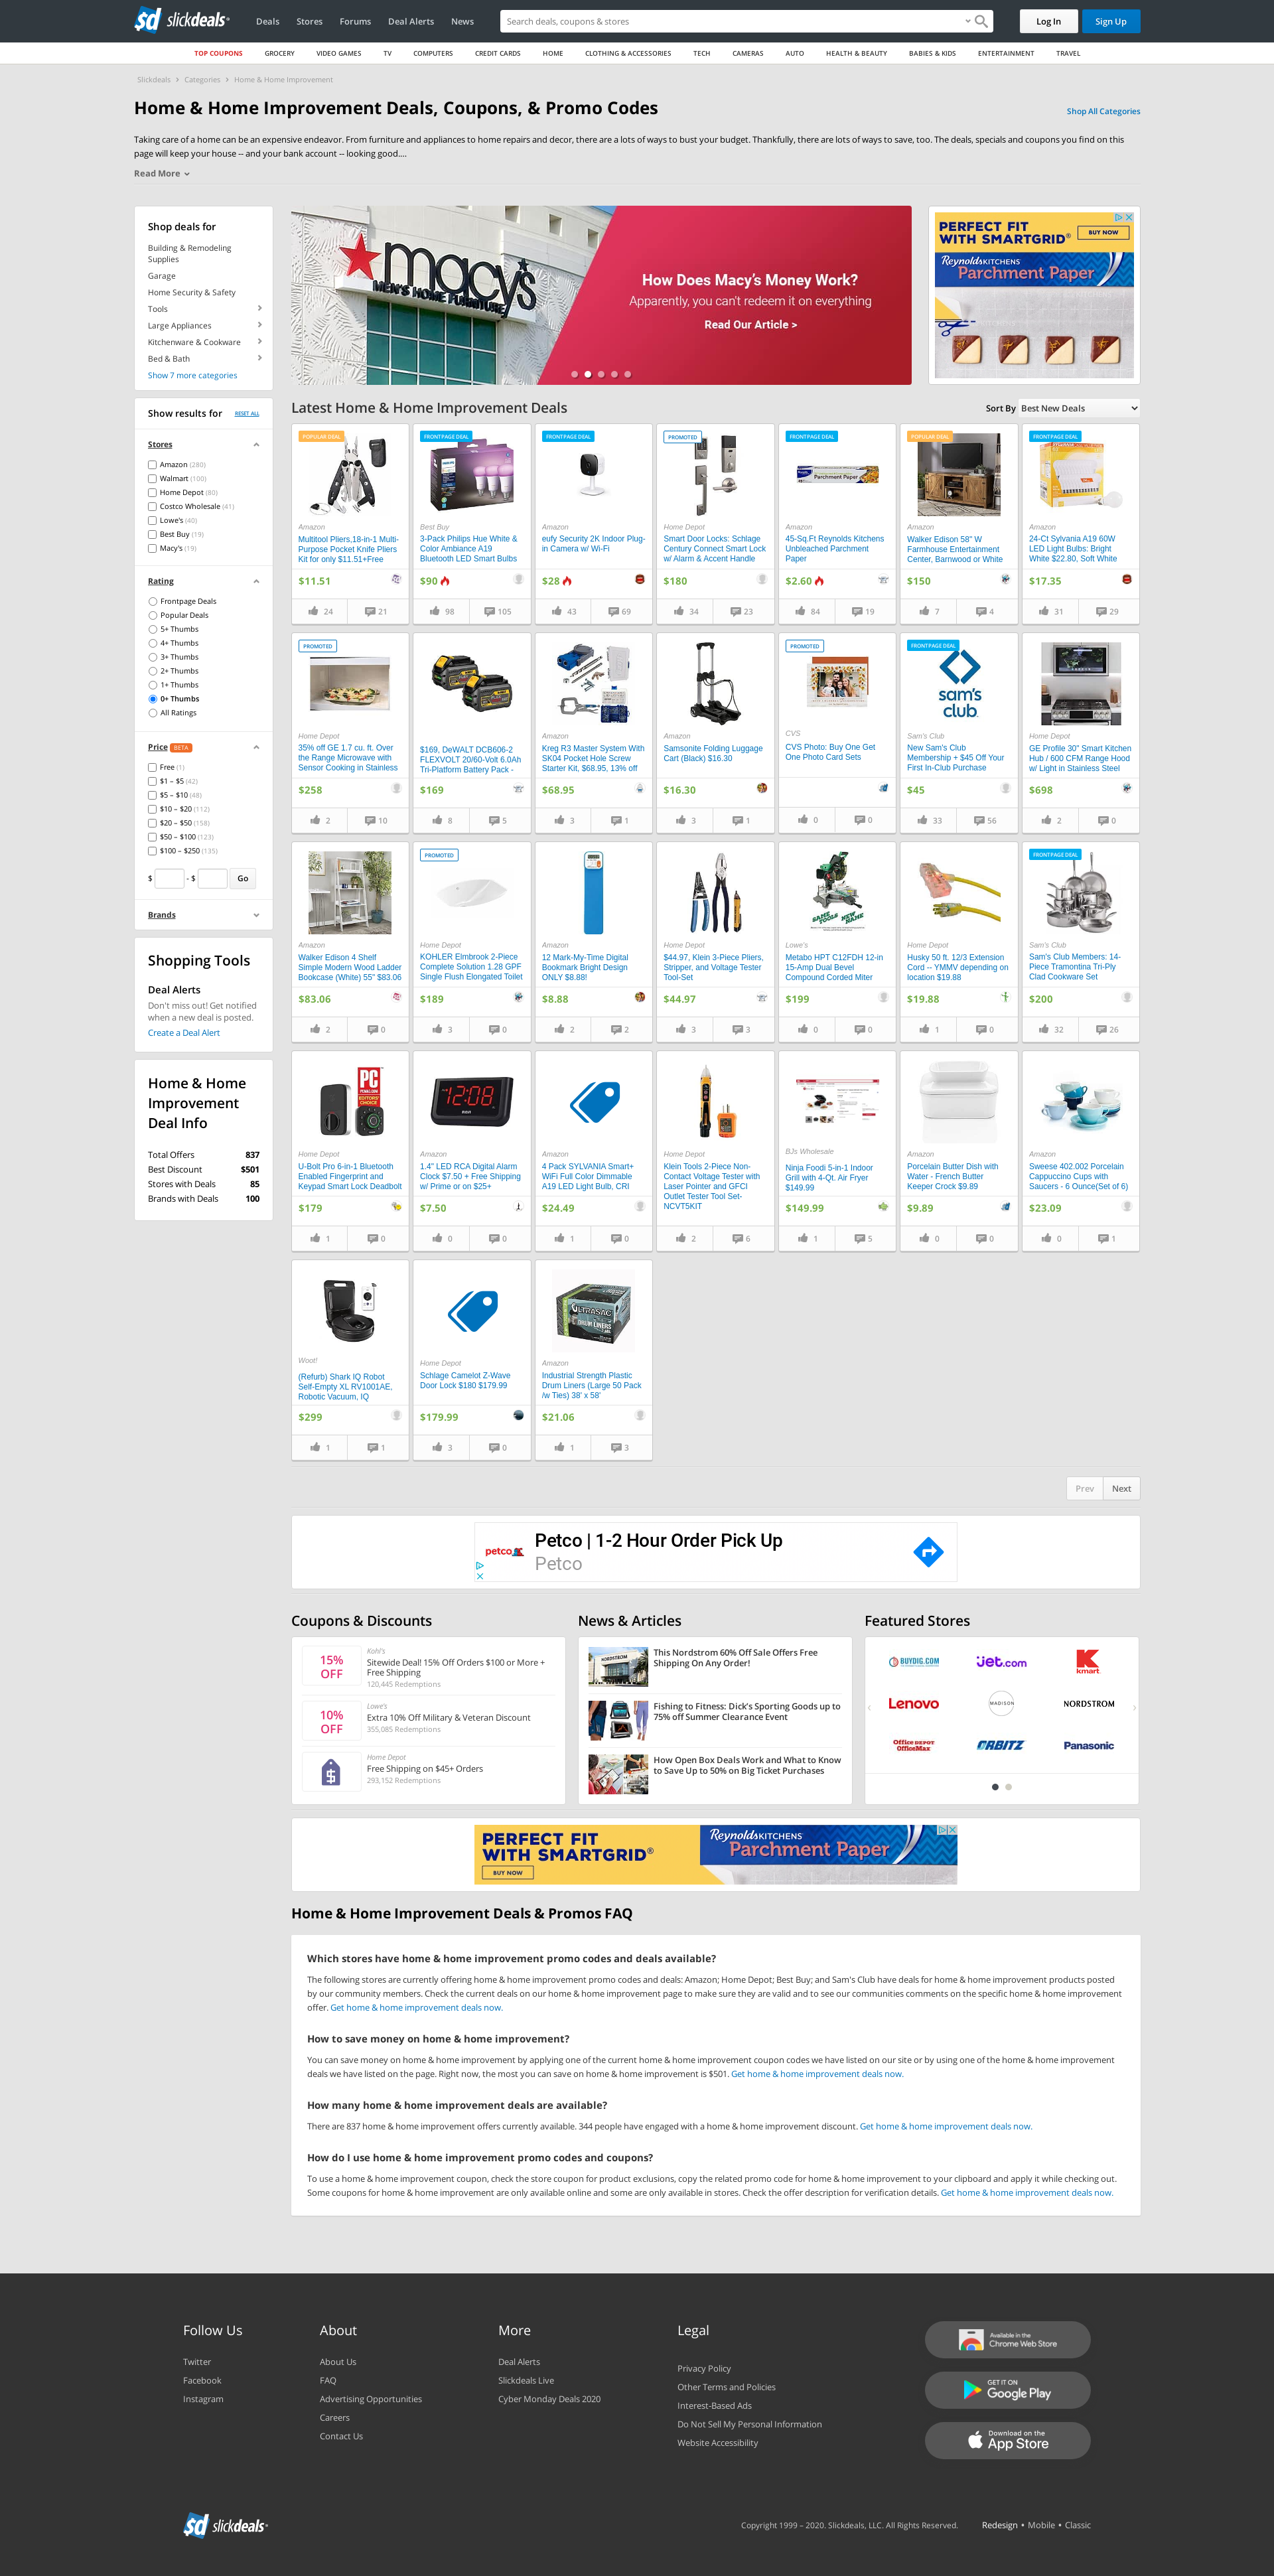 slickdeals
Deals
Stores
Forums
Deal Alerts
News
Search deals, coupons & stores
Log In
Sign Up
TOP COUPONS
GROCERY
VIDEO GAMES
TV
COMPUTERS
CREDIT CARDS
HOME
CLOTHING & ACCESSORIES
TECH
CAMERAS
AUTO
HEALTH & BEAUTY
BABIES & KIDS
ENTERTAINMENT
TRAVEL
Slickdeals > Categories > Home & Home Improvement
Home & Home Improvement Deals, Coupons, & Promo Codes
Shop All Categories
Taking care of a home can be an expensive endeavor. From furniture and appliances to home repairs and decor, there are a lots of ways to bust your budget. Thankfully, there are lots of ways to save, too. The deals, specials and coupons you find on this
page will keep your house -- and your bank account -- looking good....
Read More
Shop deals for
Building & Remodeling
Supplies
Garage
Home Security & Safety
Tools
Large Appliances
Kitchenware & Cookware
Bed & Bath
Show 7 more categories
macy's
MEN'S HOME FURNITURE
How Does Macy's Money Work?
Apparently, you can't redeem it on everything
Read Our Article >
PERFECT FIT
WITH SMARTGRID®
BUY NOW
Reynolds KITCHENS
Parchment Paper
Show results for
RESET ALL
Stores
Amazon (280)
Walmart (100)
Home Depot (80)
Costco Wholesale (41)
Lowe's (40)
Best Buy (19)
Macy's (19)
Rating
Frontpage Deals
Popular Deals
5+ Thumbs
4+ Thumbs
3+ Thumbs
2+ Thumbs
1+ Thumbs
0+ Thumbs
All Ratings
Price BETA
Free (1)
$1 – $5 (42)
$5 – $10 (48)
$10 – $20 (112)
$20 – $50 (158)
$50 – $100 (123)
$100 – $250 (135)
$ - $ Go
Brands
Shopping Tools
Deal Alerts
Don't miss out! Get notified
when a new deal is posted.
Create a Deal Alert
Home & Home
Improvement
Deal Info
Total Offers 837
Best Discount $501
Stores with Deals 85
Brands with Deals 100
Latest Home & Home Improvement Deals
Sort By Best New Deals
POPULAR DEAL
Amazon
Multitool Pliers,18-in-1 Multi-
Purpose Pocket Knife Pliers
Kit for only $11.51+Free
$11.51
24 21
FRONTPAGE DEAL
Best Buy
3-Pack Philips Hue White &
Color Ambiance A19
Bluetooth LED Smart Bulbs
$90
98 105
FRONTPAGE DEAL
Amazon
eufy Security 2K Indoor Plug-
in Camera w/ Wi-Fi
$28
43 69
PROMOTED
Home Depot
Smart Door Locks: Schlage
Century Connect Smart Lock
w/ Alarm & Accent Handle
$180
34 23
FRONTPAGE DEAL
Parchment Paper
Amazon
45-Sq.Ft Reynolds Kitchens
Unbleached Parchment
Paper
$2.60
84 19
POPULAR DEAL
Amazon
Walker Edison 58" W
Farmhouse Entertainment
Center, Barnwood or White
$150
7 4
FRONTPAGE DEAL
Amazon
24-Ct Sylvania A19 60W
LED Light Bulbs: Bright
White $22.80, Soft White
$17.35
31 29
PROMOTED
Home Depot
35% off GE 1.7 cu. ft. Over
the Range Microwave with
Sensor Cooking in Stainless
$258
2 10
$169, DeWALT DCB606-2
FLEXVOLT 20/60-Volt 6.0Ah
Tri-Platform Battery Pack -
$169
8 5
Amazon
Kreg R3 Master System With
SK04 Pocket Hole Screw
Starter Kit, $68.95, 13% off
$68.95
3 1
Amazon
Samsonite Folding Luggage
Cart (Black) $16.30
$16.30
3 1
PROMOTED
CVS
CVS Photo: Buy One Get
One Photo Card Sets
0 0
FRONTPAGE DEAL
sam's club
Sam's Club
New Sam's Club
Membership + $45 Off Your
First In-Club Purchase
$45
33 56
Home Depot
GE Profile 30" Smart Kitchen
Hub / 600 CFM Range Hood
w/ Light in Stainless Steel
$698
2 0
Amazon
Walker Edison 4 Shelf
Simple Modern Wood Ladder
Bookcase (White) 55" $83.06
$83.06
2 0
PROMOTED
Home Depot
KOHLER Elmbrook 2-Piece
Complete Solution 1.28 GPF
Single Flush Elongated Toilet
$189
3 0
Amazon
12 Mark-My-Time Digital
Bookmark Bright Design
ONLY $8.88!
$8.88
2 2
Home Depot
$44.97, Klein 3-Piece Pliers,
Stripper, and Voltage Tester
Tool-Set
$44.97
3 3
SAME TOOLS NEW NAME
Lowe's
Metabo HPT C12FDH 12-in
15-Amp Dual Bevel
Compound Corded Miter
$199
0 0
Home Depot
Husky 50 ft. 12/3 Extension
Cord -- YMMV depending on
location $19.88
$19.88
1 0
FRONTPAGE DEAL
Sam's Club
Sam's Club Members: 14-
Piece Tramontina Tri-Ply
Clad Cookware Set
$200
32 26
PC
EDITORS' CHOICE
Home Depot
U-Bolt Pro 6-in-1 Bluetooth
Enabled Fingerprint and
Keypad Smart Lock Deadbolt
$179
1 0
12:08
RCA
Amazon
1.4" LED RCA Digital Alarm
Clock $7.50 + Free Shipping
w/ Prime or on $25+
$7.50
0 0
Amazon
4 Pack SYLVANIA Smart+
WiFi Full Color Dimmable
A19 LED Light Bulb, CRI
$24.49
1 0
Home Depot
Klein Tools 2-Piece Non-
Contact Voltage Tester with
Laser Pointer and GFCI
Outlet Tester Tool Set-
NCVT5KIT
2 6
BJs Wholesale
Ninja Foodi 5-in-1 Indoor
Grill with 4-Qt. Air Fryer
$149.99
$149.99
1 5
Amazon
Porcelain Butter Dish with
Water - French Butter
Keeper Crock $9.89
$9.89
0 0
Amazon
Sweese 402.002 Porcelain
Cappuccino Cups with
Saucers - 6 Ounce(Set of 6)
$23.09
0 1
Woot!
(Refurb) Shark IQ Robot
Self-Empty XL RV1001AE,
Robotic Vacuum, IQ
$299
1 1
Home Depot
Schlage Camelot Z-Wave
Door Lock $180 $179.99
$179.99
3 0
ULTRASAC
Amazon
Industrial Strength Plastic
Drum Liners (Large 50 Pack
/w Ties) 38' x 58'
$21.06
1 3
Prev Next
petco
Petco | 1-2 Hour Order Pick Up
Petco
Coupons & Discounts
15% OFF
Kohl's
Sitewide Deal! 15% Off Orders $100 or More +
Free Shipping
120,445 Redemptions
10% OFF
Lowe's
Extra 10% Off Military & Veteran Discount
355,085 Redemptions
Home Depot
Free Shipping on $45+ Orders
293,152 Redemptions
News & Articles
NORDSTROM
This Nordstrom 60% Off Sale Offers Free
Shipping On Any Order!
Fishing to Fitness: Dick's Sporting Goods up to
75% off Summer Clearance Event
How Open Box Deals Work and What to Know
to Save Up to 50% on Big Ticket Purchases
Featured Stores
BUYDIG.COM
jet.com
kmart
Lenovo
MADISON
NORDSTROM
Office DEPOT
OfficeMax
ORBITZ
Panasonic
PERFECT FIT
WITH SMARTGRID®
BUY NOW
Reynolds KITCHENS
Parchment Paper
Home & Home Improvement Deals & Promos FAQ
Which stores have home & home improvement promo codes and deals available?
The following stores are currently offering home & home improvement promo codes and deals: Amazon; Home Depot; Best Buy; and Sam's Club have deals for home & home improvement products posted
by our community members. Check the current deals on our home & home improvement page to make sure they are valid and to see our communities comments on the specific home & home improvement
offer. Get home & home improvement deals now.
How to save money on home & home improvement?
You can save money on home & home improvement by applying one of the current home & home improvement coupon codes we have listed on our site or by using one of the home & home improvement
deals we have listed on the page. Right now, the most you can save on home & home improvement is $501. Get home & home improvement deals now.
How many home & home improvement deals are available?
There are 837 home & home improvement offers currently available. 344 people have engaged with a home & home improvement discount. Get home & home improvement deals now.
How do I use home & home improvement promo codes and coupons?
To use a home & home improvement coupon, check the store coupon for product exclusions, copy the related promo code for home & home improvement to your clipboard and apply it while checking out.
Some coupons for home & home improvement are only available online and some are only available in stores. Check the offer description for verification details. Get home & home improvement deals now.
Follow Us
Twitter
Facebook
Instagram
About
About Us
FAQ
Advertising Opportunities
Careers
Contact Us
More
Deal Alerts
Slickdeals Live
Cyber Monday Deals 2020
Legal
Privacy Policy
Other Terms and Policies
Interest-Based Ads
Do Not Sell My Personal Information
Website Accessibility
Available in the
Chrome Web Store
GET IT ON
Google Play
Download on the
App Store
slickdeals
Copyright 1999 – 2020. Slickdeals, LLC. All Rights Reserved.
Redesign • Mobile • Classic